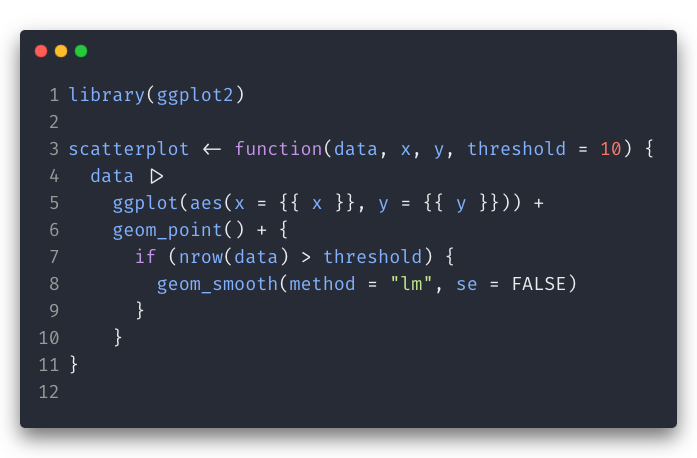 1 library(ggplot2)
2
3 scatterplot <- function(data, x, y, threshold = 10) {
4   data |>
5     ggplot(aes(x = {{ x }}, y = {{ y }})) +
6     geom_point() + {
7       if (nrow(data) > threshold) {
8         geom_smooth(method = "lm", se = FALSE)
9       }
10     }
11 }
12